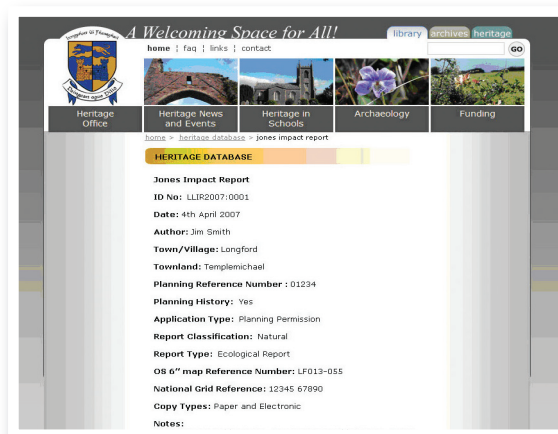 A Welcoming Space for All!
library archives heritage
home ¦ faq ¦ links ¦ contact
GO
Heritage Office
Heritage News and Events
Heritage in Schools
Archaeology
Funding
home > heritage database > jones impact report
HERITAGE DATABASE
Jones Impact Report
ID No: LLIR2007:0001
Date: 4th April 2007
Author: Jim Smith
Town/Village: Longford
Townland: Templemichael
Planning Reference Number : 01234
Planning History: Yes
Application Type: Planning Permission
Report Classification: Natural
Report Type: Ecological Report
OS 6” map Reference Number: LF013-055
National Grid Reference: 12345 67890
Copy Types: Paper and Electronic
Notes: